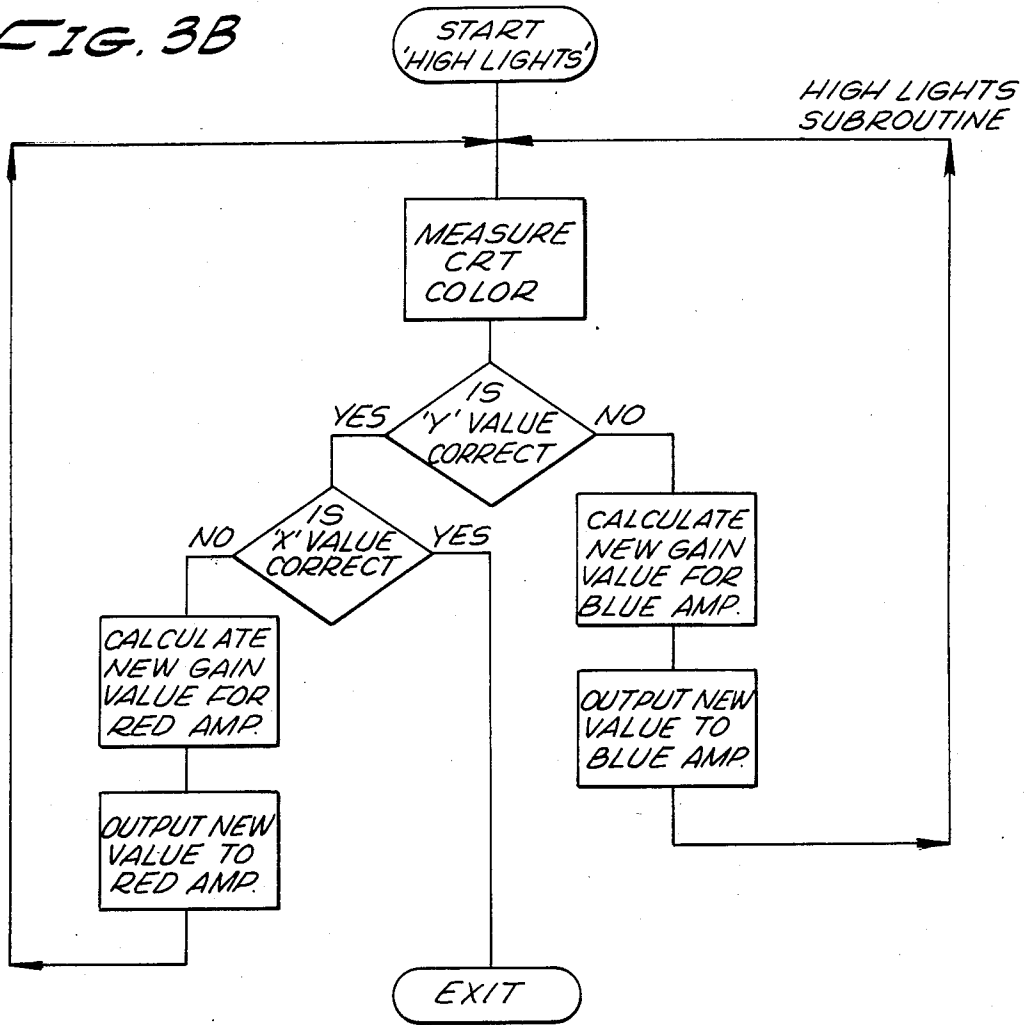 FIG. 3B
START
'HIGH LIGHTS'
HIGH LIGHTS
SUBROUTINE
MEASURE
CRT
COLOR
IS
'Y' VALUE
CORRECT
YES
NO
IS
'X' VALUE
CORRECT
NO
YES
CALCULATE
NEW GAIN
VALUE FOR
BLUE AMP.
CALCULATE
NEW GAIN
VALUE FOR
RED AMP.
OUTPUT NEW
VALUE TO
BLUE AMP.
OUTPUT NEW
VALUE TO
RED AMP.
EXIT